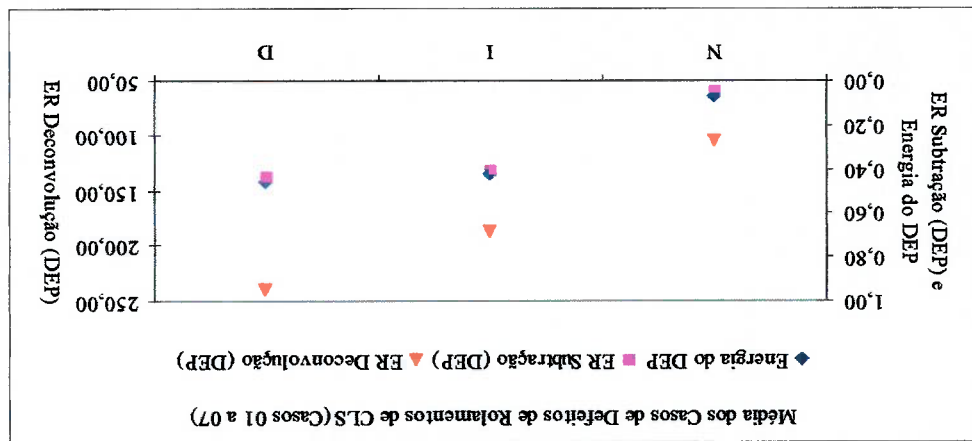 Média dos Casos de Defeitos de Rolamentos de CLS (Casos 01 a 07)
Energia do DEP ER Subtração (DEP) ER Deconvolução (DEP)
ER Subtração (DEP) e
Energia do DEP
1,00
0,80
0,60
0,40
0,20
0,00
250,00
200,00
150,00
100,00
50,00
ER Deconvolução (DEP)
N I D